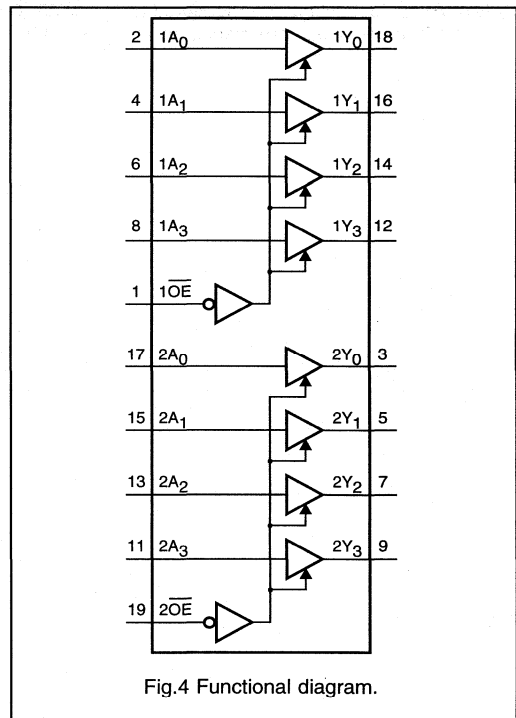 2 1A0 1Y0 18
4 1A1 1Y1 16
6 1A2 1Y2 14
8 1A3 1Y3 12
1 1O̅E̅
17 2A0 2Y0 3
15 2A1 2Y1 5
13 2A2 2Y2 7
11 2A3 2Y3 9
19 2O̅E̅
Fig.4 Functional diagram.